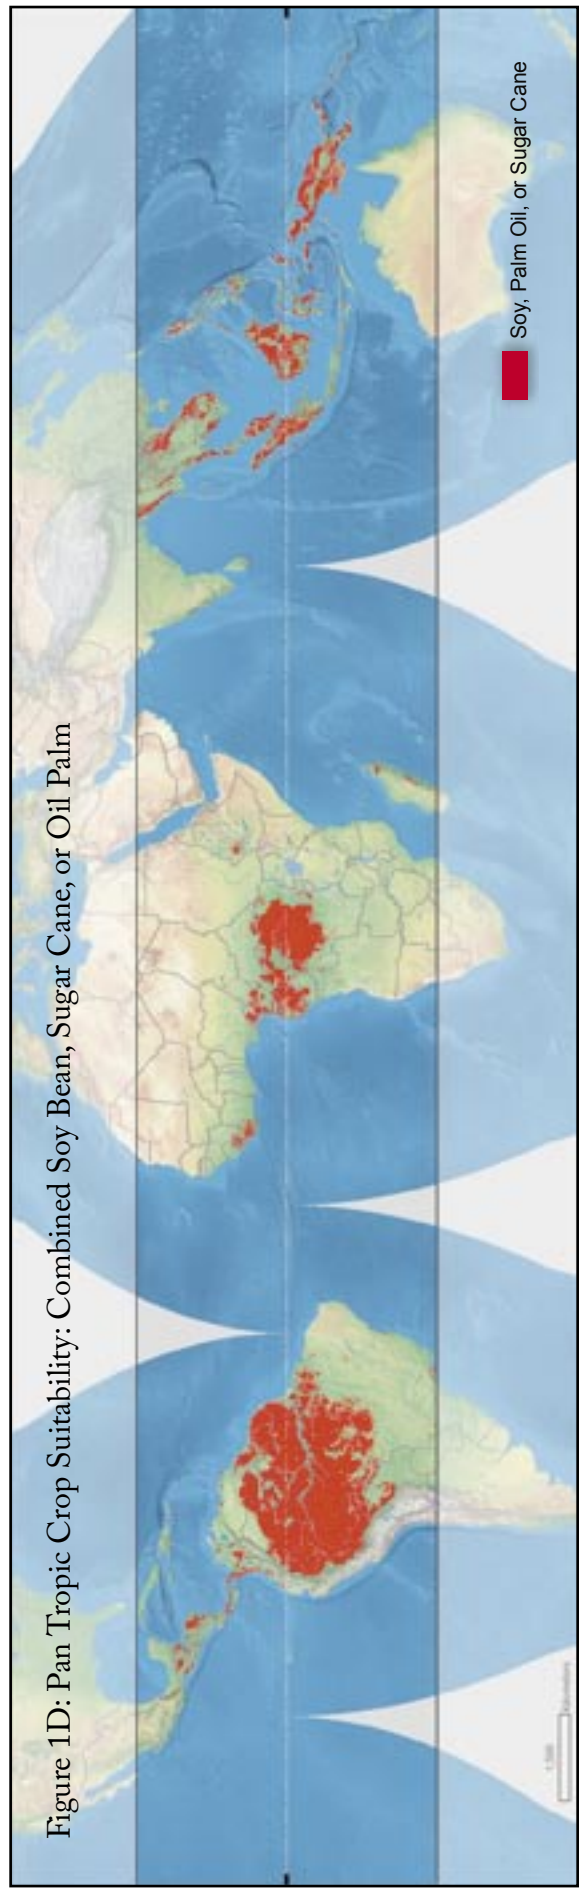 Figure 1D: Pan Tropic Crop Suitability: Combined Soy Bean, Sugar Cane, or Oil Palm
Soy, Palm Oil, or Sugar Cane
Kilometers